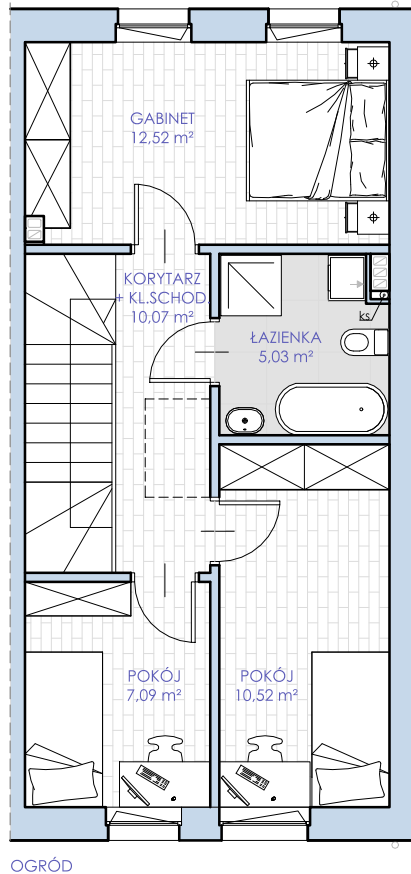 GABINET
12,52 m²
KORYTARZ
+ KL.SCHOD.
10,07 m²
ks
ŁAZIENKA
5,03 m²
POKÓJ
7,09 m²
POKÓJ
10,52 m²
OGRÓD